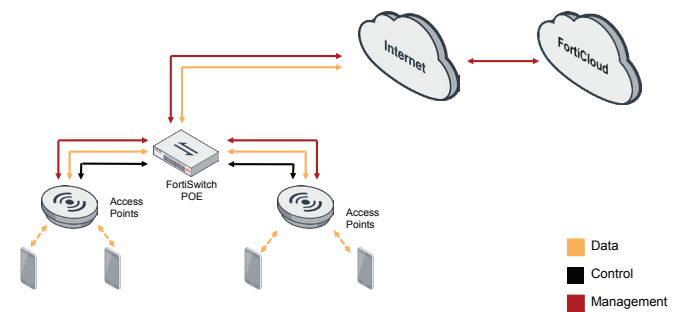 Internet
FortiCloud
FortiSwitch
POE
Access
Points
Access
Points
Data
Control
Management